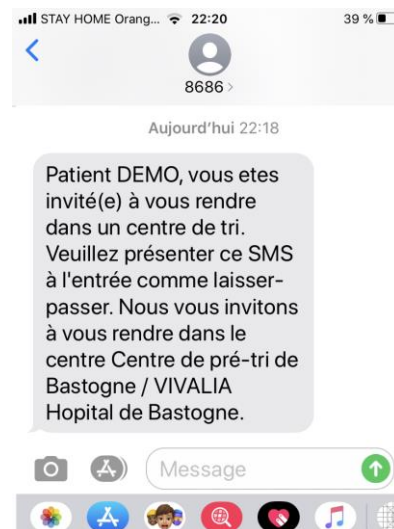 STAY HOME Orang... 22:20 39 %
8686 >
Aujourd'hui 22:18
Patient DEMO, vous etes
invité(e) à vous rendre
dans un centre de tri.
Veuillez présenter ce SMS
à l'entrée comme laisser-
passer. Nous vous invitons
à vous rendre dans le
centre Centre de pré-tri de
Bastogne / VIVALIA
Hopital de Bastogne.
Message